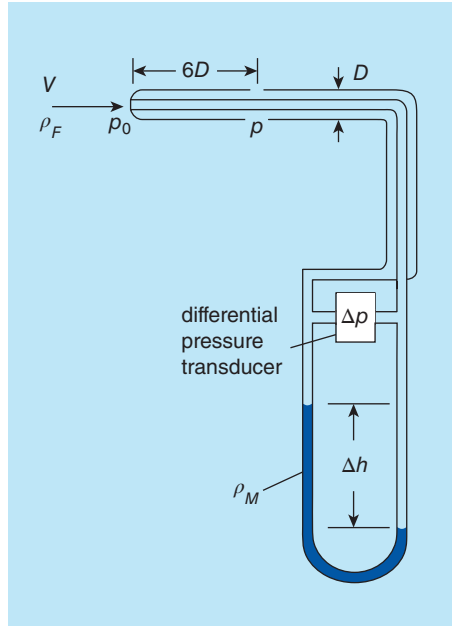 6D
D
V
ρF
p0
p
differential
pressure
transducer
Δp
Δh
ρM